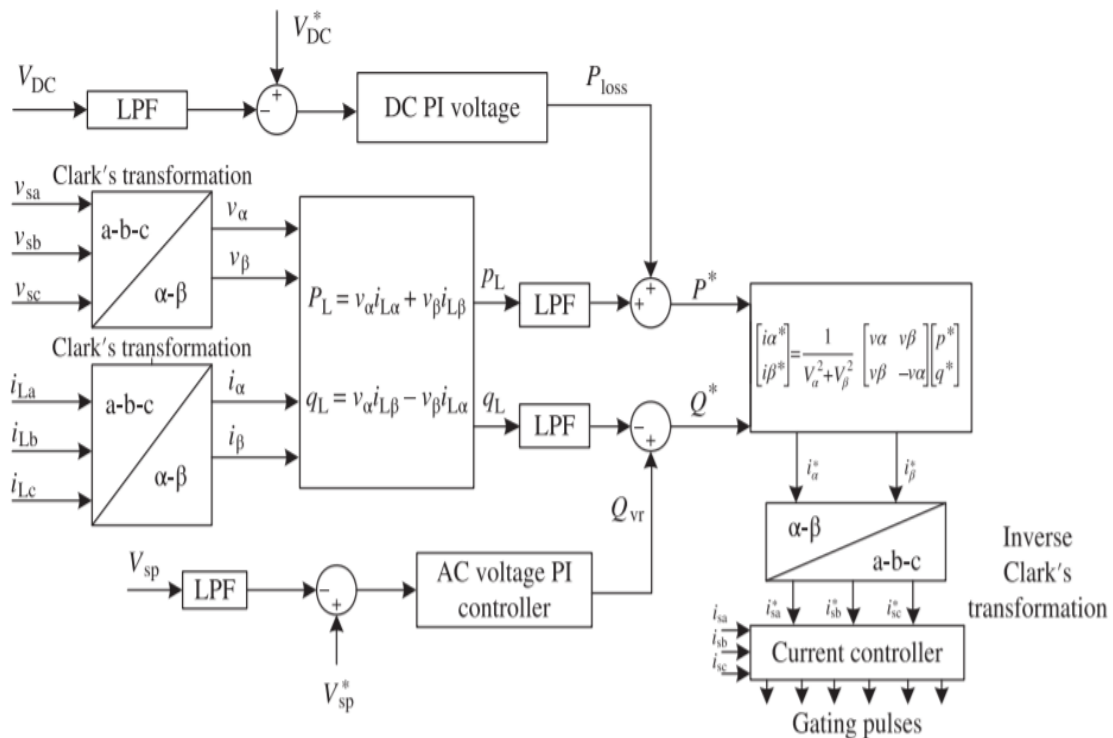 V*DC
VDC
LPF
+
−
DC PI voltage
Ploss
Clark's transformation
vsa
vsb
vsc
a-b-c
α-β
vα
vβ
PL = vαiLα + vβiLβ
qL = vαiLβ − vβiLα
pL
LPF
+
+
P*
Clark's transformation
iLa
iLb
iLc
a-b-c
α-β
iα
iβ
qL
LPF
−
+
Q*
[iα* iβ*] = 1/(Vα²+Vβ²) [vα vβ vβ −vα] [p* q*]
i*α
i*β
Qvr
α-β
a-b-c
Inverse
Clark's
transformation
Vsp
LPF
−
+
V*sp
AC voltage PI
controller
i*sa
i*sb
i*sc
isa
isb
isc
Current controller
Gating pulses